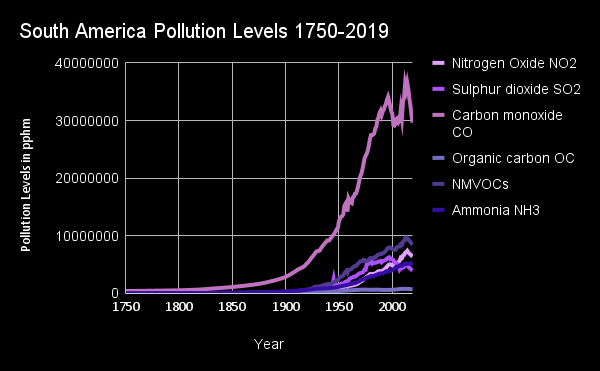 South America Pollution Levels 1750-2019
40000000
30000000
20000000
10000000
0
Pollution Levels in pphm
1750 1800 1850 1900 1950 2000
Year
Nitrogen Oxide NO2
Sulphur dioxide SO2
Carbon monoxide
CO
Organic carbon OC
NMVOCs
Ammonia NH3